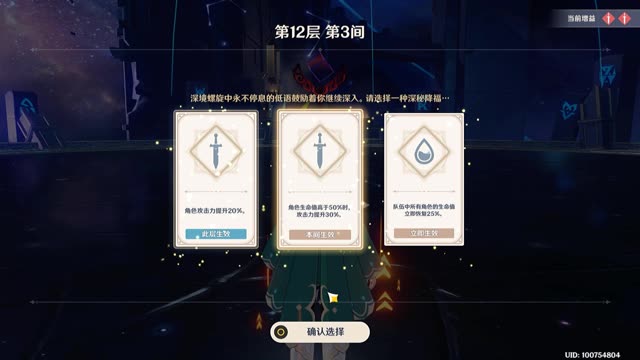 当前增益
第12层 第3间
深境螺旋中永不停息的低语鼓励着你继续深入。请选择一种深秘降福…
角色攻击力提升20%。
此层生效
角色生命值高于50%时,
攻击力提升30%。
本间生效
队伍中所有角色的生命值
立即恢复25%。
立即生效
确认选择
UID: 100754804